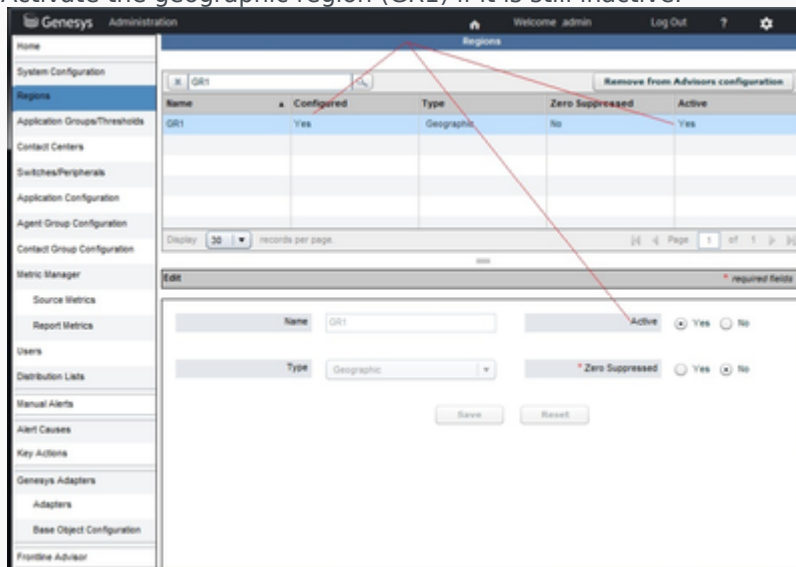 Activate the geographic region (GR1) if it is still inactive.
Genesys Administration Welcome admin Log Out ?
Home
Regions
System Configuration
x GR1 Remove from Advisors configuration
Regions
Name Configured Type Zero Suppressed Active
Application Groups/Thresholds
GR1 Yes Geographic No Yes
Contact Centers
Switches/Peripherals
Application Configuration
Agent Group Configuration
Display 30 records per page. Page 1 of 1
Contact Group Configuration
Metric Manager
Edit * required fields
Source Metrics
Report Metrics
Name GR1 Active Yes No
Users
Distribution Lists
Type Geographic * Zero Suppressed Yes No
Manual Alerts
Save Reset
Alert Causes
Key Actions
Genesys Adapters
Adapters
Base Object Configuration
Frontline Advisor